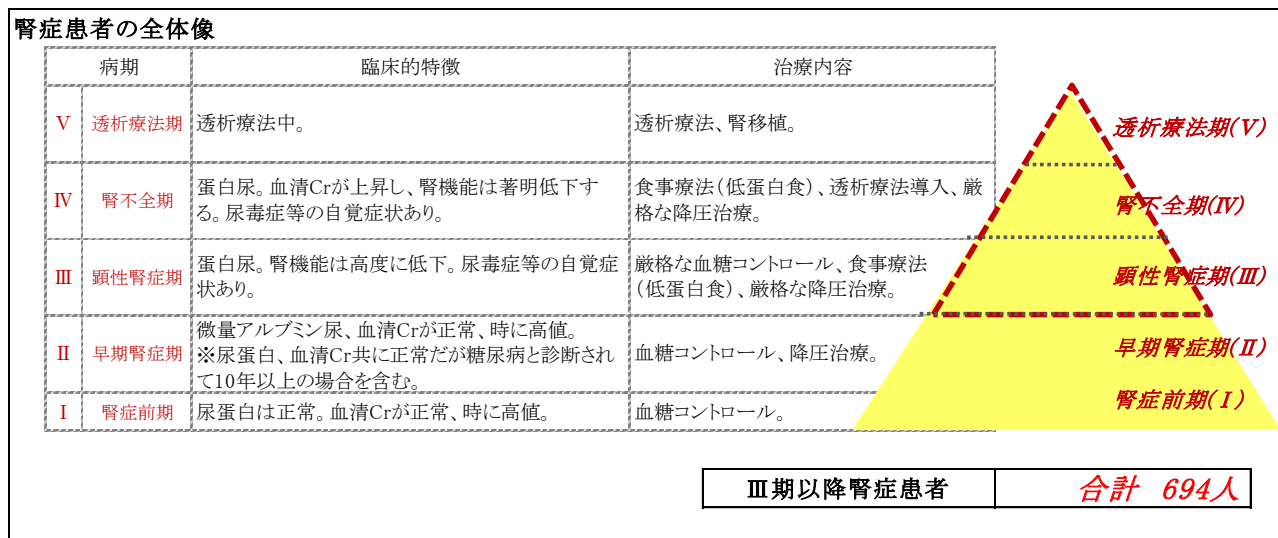 腎症患者の全体像
病期 臨床的特徴 治療内容
Ⅴ 透析療法期 透析療法中。 透析療法、腎移植。
Ⅳ 腎不全期
蛋白尿。血清Crが上昇し、腎機能は著明低下す
る。尿毒症等の自覚症状あり。
食事療法(低蛋白食)、透析療法導入、厳
格な降圧治療。
Ⅲ 顕性腎症期
蛋白尿。腎機能は高度に低下。尿毒症等の自覚症
状あり。
厳格な血糖コントロール、食事療法
(低蛋白食)、厳格な降圧治療。
Ⅱ 早期腎症期
微量アルブミン尿、血清Crが正常、時に高値。
※尿蛋白、血清Cr共に正常だが糖尿病と診断され
て10年以上の場合を含む。
血糖コントロール、降圧治療。
Ⅰ 腎症前期 尿蛋白は正常。血清Crが正常、時に高値。 血糖コントロール。
透析療法期(Ⅴ)
腎不全期(Ⅳ)
顕性腎症期(Ⅲ)
早期腎症期(Ⅱ)
腎症前期(Ⅰ)
Ⅲ期以降腎症患者 合計 694人